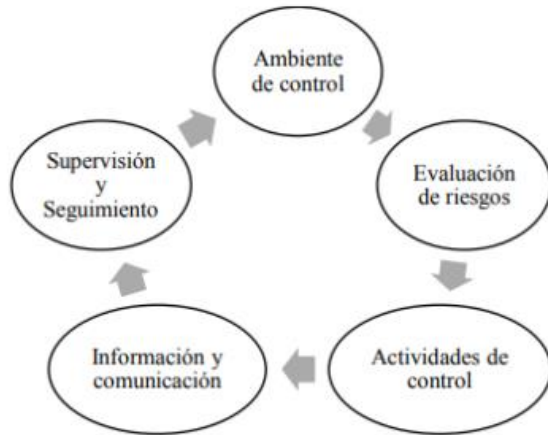 Ambiente
de control
Evaluación
de riesgos
Actividades de
control
Información y
comunicación
Supervisión
y
Seguimiento